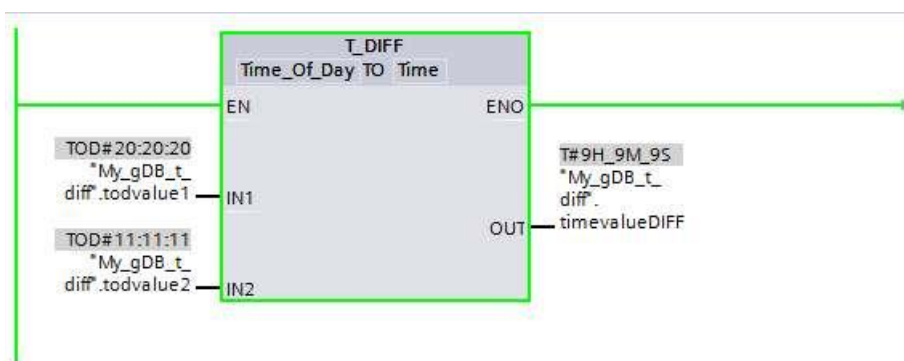 T_DIFF
Time_Of_Day TO Time
EN
ENO
TOD#20:20:20
"My_gDB_t_
diff".todvalue1
IN1
T#9H_9M_9S
"My_gDB_t_
diff".
timevalueDIFF
OUT
TOD#11:11:11
"My_gDB_t_
diff".todvalue2
IN2